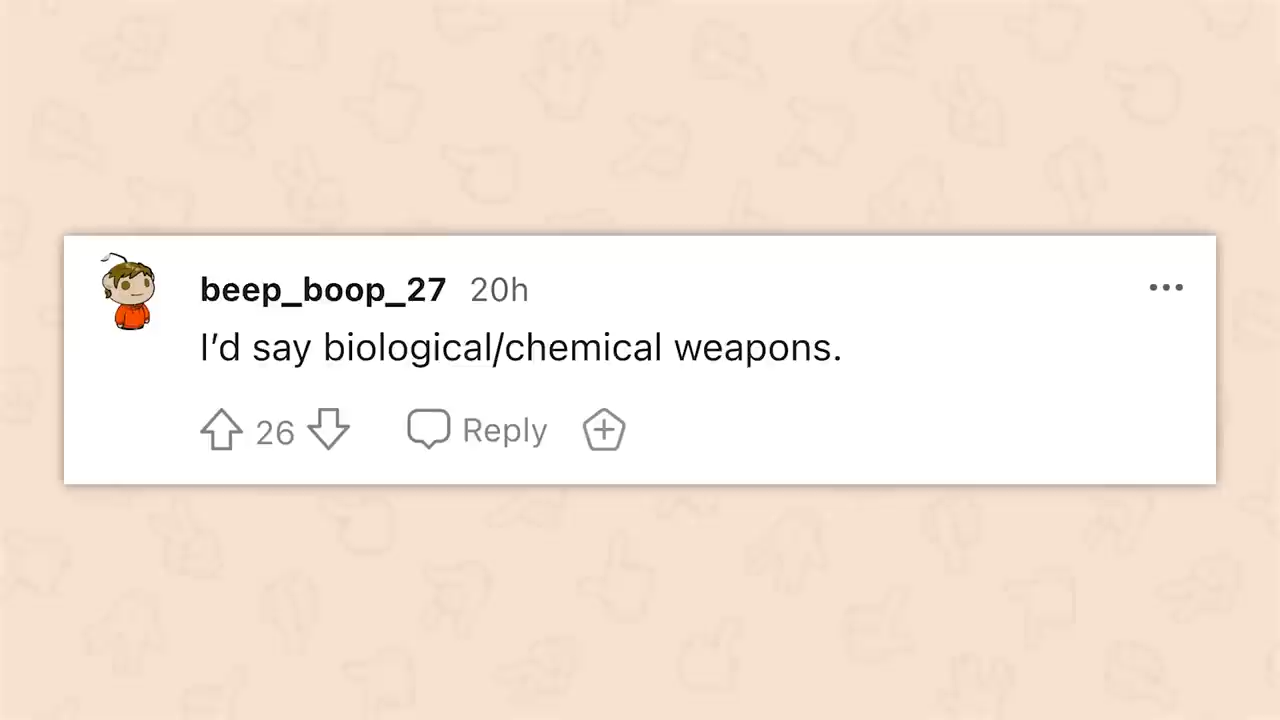 beep_boop_27 20h
I’d say biological/chemical weapons.
26 Reply